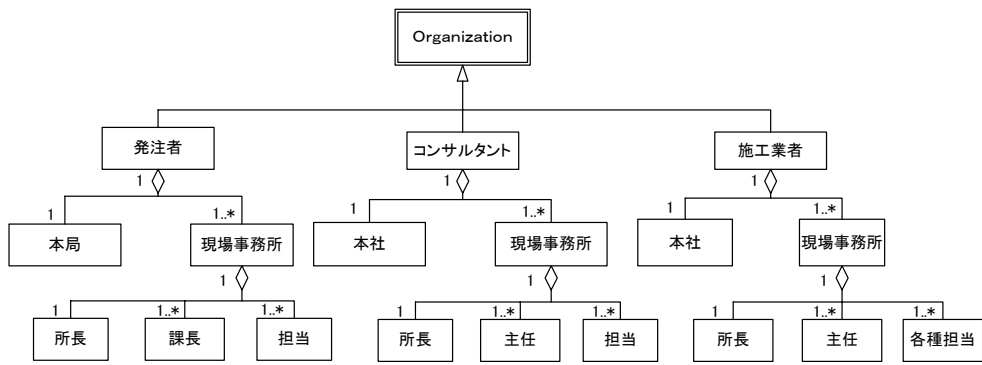 Organization
発注者
コンサルタント
施工業者
1
1
1
1
1..*
1
1..*
1
1..*
本局
現場事務所
本社
現場事務所
本社
現場事務所
1
1
1
1
1..*
1..*
1
1..*
1..*
1
1..*
1..*
所長
課長
担当
所長
主任
担当
所長
主任
各種担当